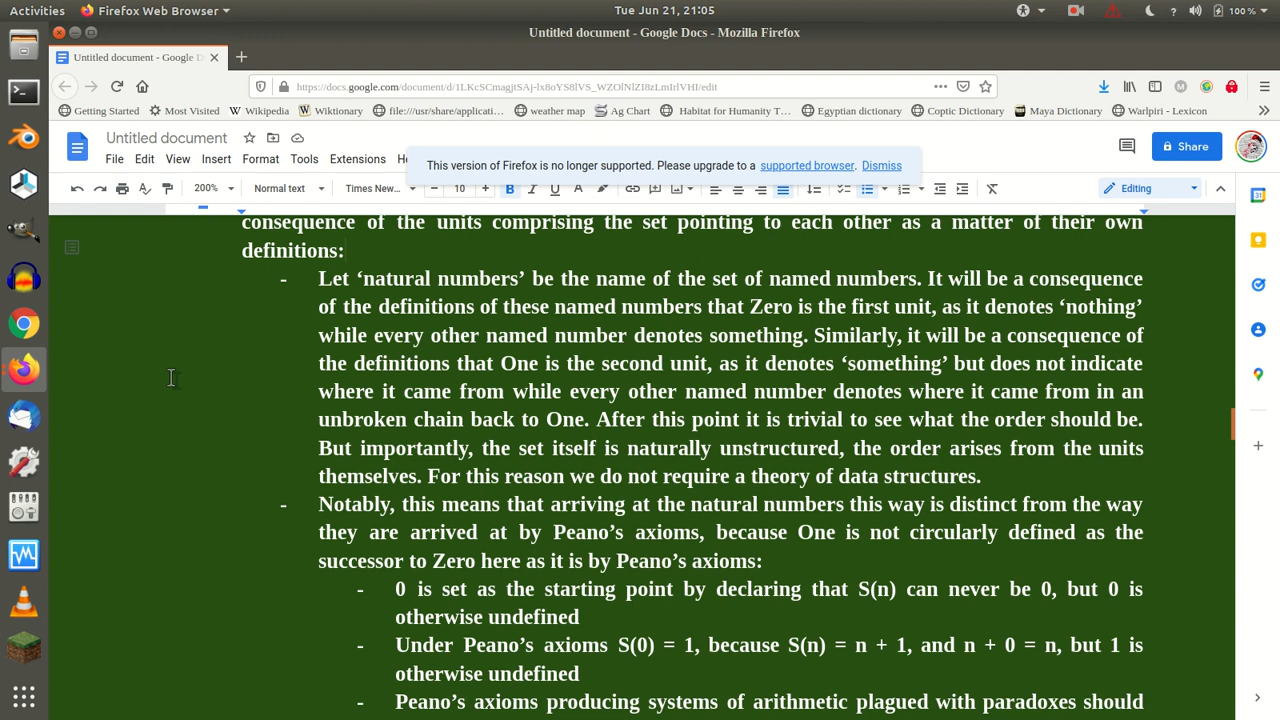 Activities Firefox Web Browser Tue Jun 21, 21:05 100 %
Untitled document - Google Docs - Mozilla Firefox
Untitled document - Google D
https://docs.google.com/document/d/1LKcSCmagjtSAj-lx8oYS8lVS_WZOlNlZI8zLmIrlVHI/edit
Getting Started Most Visited Wikipedia Wiktionary file:///usr/share/applicati… weather map Ag Chart Habitat for Humanity T… Egyptian dictionary Coptic Dictionary Maya Dictionary Warlpiri - Lexicon
Untitled document
File Edit View Insert Format Tools Extensions
This version of Firefox is no longer supported. Please upgrade to a supported browser. Dismiss
Share
200% Normal text Times New... 10 B I U A Editing
consequence of the units comprising the set pointing to each other as a matter of their own
definitions:
- Let ‘natural numbers’ be the name of the set of named numbers. It will be a consequence
of the definitions of these named numbers that Zero is the first unit, as it denotes ‘nothing’
while every other named number denotes something. Similarly, it will be a consequence of
the definitions that One is the second unit, as it denotes ‘something’ but does not indicate
where it came from while every other named number denotes where it came from in an
unbroken chain back to One. After this point it is trivial to see what the order should be.
But importantly, the set itself is naturally unstructured, the order arises from the units
themselves. For this reason we do not require a theory of data structures.
- Notably, this means that arriving at the natural numbers this way is distinct from the way
they are arrived at by Peano’s axioms, because One is not circularly defined as the
successor to Zero here as it is by Peano’s axioms:
- 0 is set as the starting point by declaring that S(n) can never be 0, but 0 is
otherwise undefined
- Under Peano’s axioms S(0) = 1, because S(n) = n + 1, and n + 0 = n, but 1 is
otherwise undefined
- Peano’s axioms producing systems of arithmetic plagued with paradoxes should